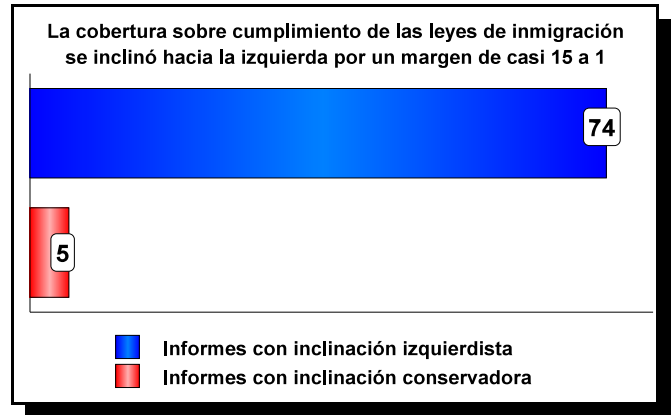 La cobertura sobre cumplimiento de las leyes de inmigración
se inclinó hacia la izquierda por un margen de casi 15 a 1
74
5
Informes con inclinación izquierdista
Informes con inclinación conservadora